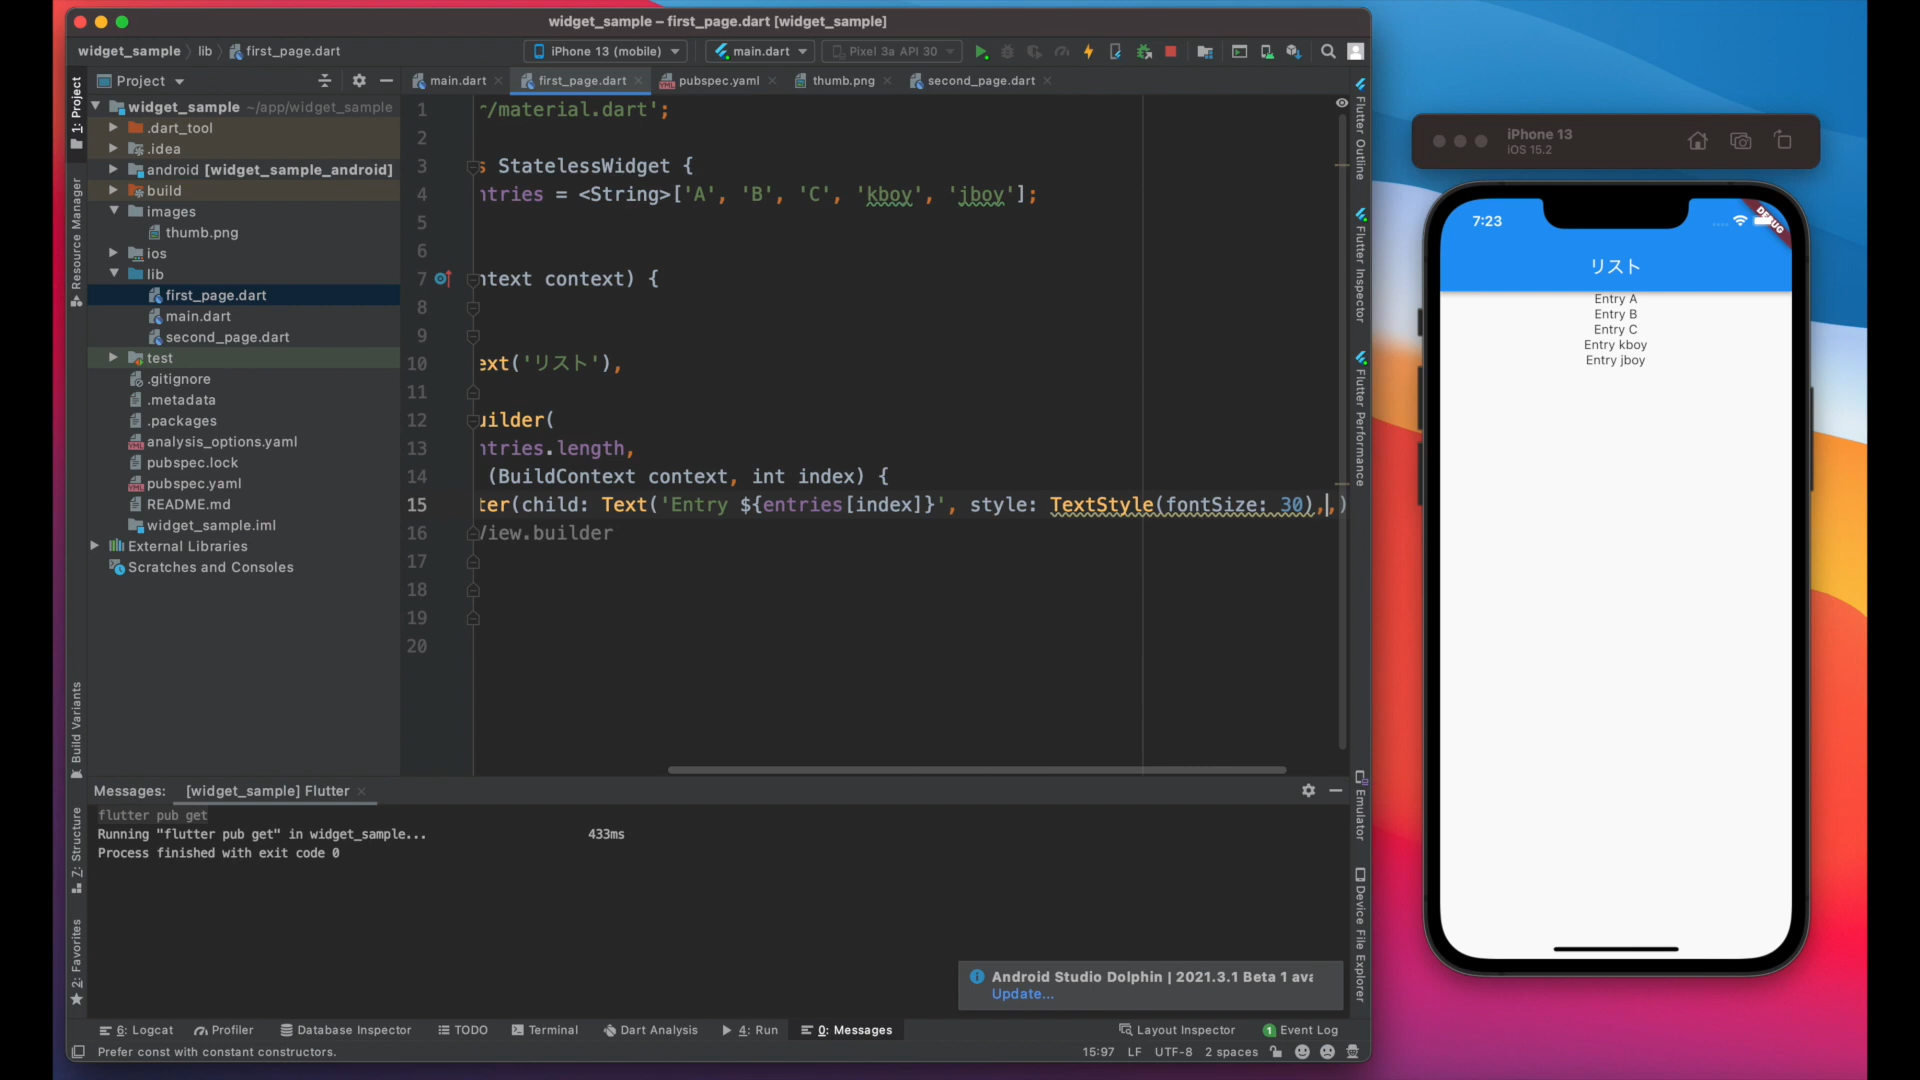 widget_sample – first_page.dart [widget_sample]
widget_sample
lib
first_page.dart
iPhone 13 (mobile)
main.dart
Pixel 3a API 30
Project
main.dart
first_page.dart
pubspec.yaml
thumb.png
second_page.dart
1: Project
Resource Manager
Build Variants
7: Structure
2: Favorites
widget_sample ~/app/widget_sample
.dart_tool
.idea
android [widget_sample_android]
build
images
thumb.png
ios
lib
first_page.dart
main.dart
second_page.dart
test
.gitignore
.metadata
.packages
analysis_options.yaml
pubspec.lock
pubspec.yaml
README.md
widget_sample.iml
External Libraries
Scratches and Consoles
1 r/material.dart';
2
3 s StatelessWidget {
4 ntries = <String>['A', 'B', 'C', 'kboy', 'jboy'];
5
6
7 ntext context) {
8
9
10 ext('リスト'),
11
12 uilder(
13 ntries.length,
14 (BuildContext context, int index) {
15 ter(child: Text('Entry ${entries[index]}', style: TextStyle(fontSize: 30),,)
16 View.builder
17
18
19
20
Flutter Outline
Flutter Inspector
Flutter Performance
Emulator
Device File Explorer
Messages:
[widget_sample] Flutter
flutter pub get
Running "flutter pub get" in widget_sample... 433ms
Process finished with exit code 0
Android Studio Dolphin | 2021.3.1 Beta 1 ava
Update...
6: Logcat
Profiler
Database Inspector
TODO
Terminal
Dart Analysis
4: Run
0: Messages
Layout Inspector
1 Event Log
Prefer const with constant constructors.
15:97 LF UTF-8 2 spaces
iPhone 13
iOS 15.2
7:23
DEBUG
リスト
Entry A
Entry B
Entry C
Entry kboy
Entry jboy